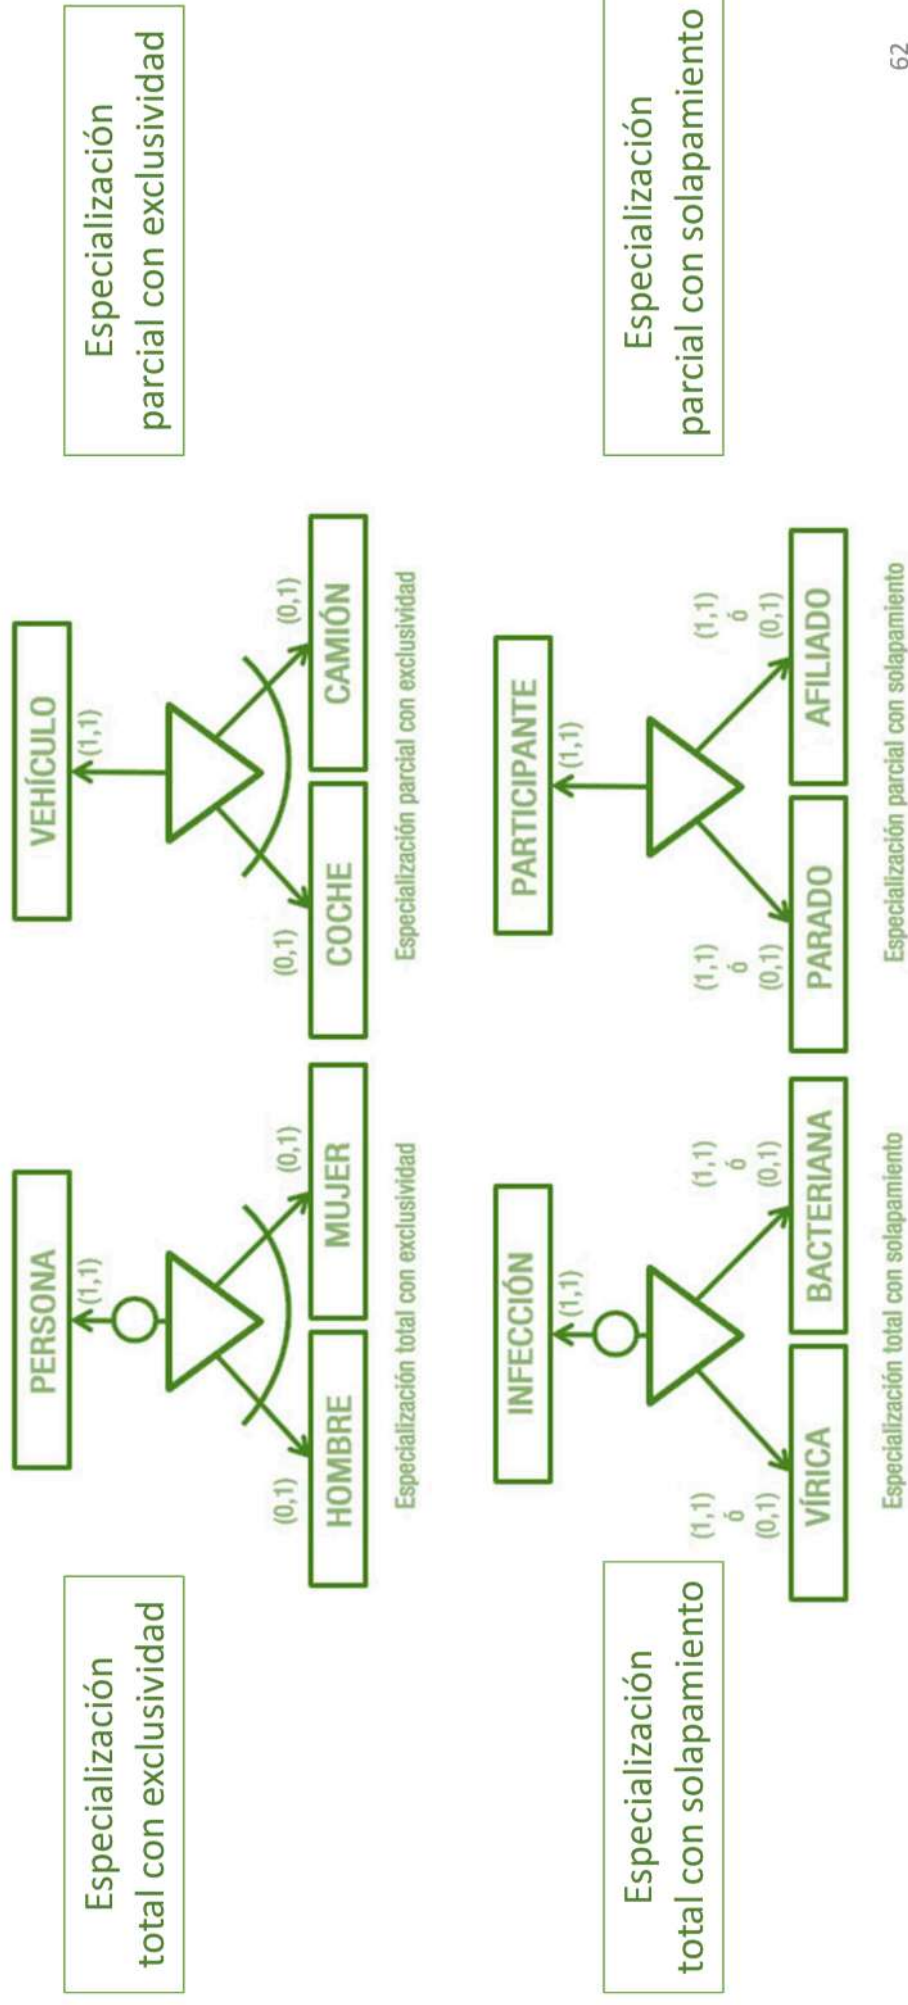 Especialización
total con exclusividad
PERSONA
(1,1)
(0,1)
(0,1)
HOMBRE
MUJER
Especialización total con exclusividad
VEHÍCULO
(1,1)
(0,1)
(0,1)
COCHE
CAMIÓN
Especialización parcial con exclusividad
Especialización
parcial con exclusividad
Especialización
total con solapamiento
INFECCIÓN
(1,1)
(1,1)
ó
(0,1)
(1,1)
ó
(0,1)
VÍRICA
BACTERIANA
Especialización total con solapamiento
PARTICIPANTE
(1,1)
(1,1)
ó
(0,1)
(1,1)
ó
(0,1)
PARADO
AFILIADO
Especialización parcial con solapamiento
Especialización
parcial con solapamiento
62